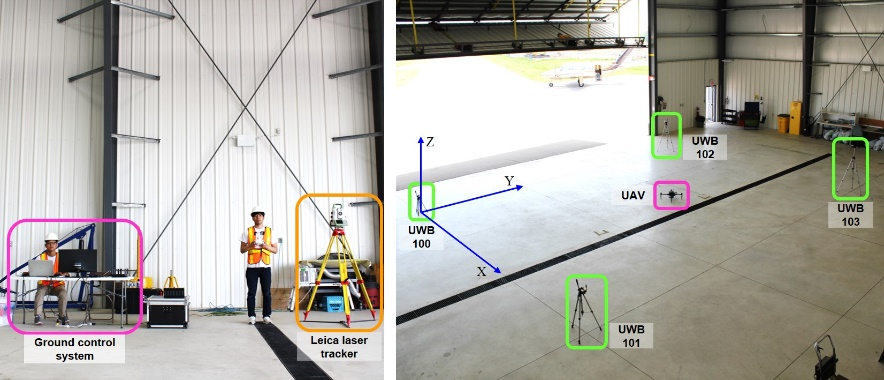 Ground control
system
Leica laser
tracker
Z
Y
X
UWB
100
UWB
102
UAV
UWB
103
UWB
101